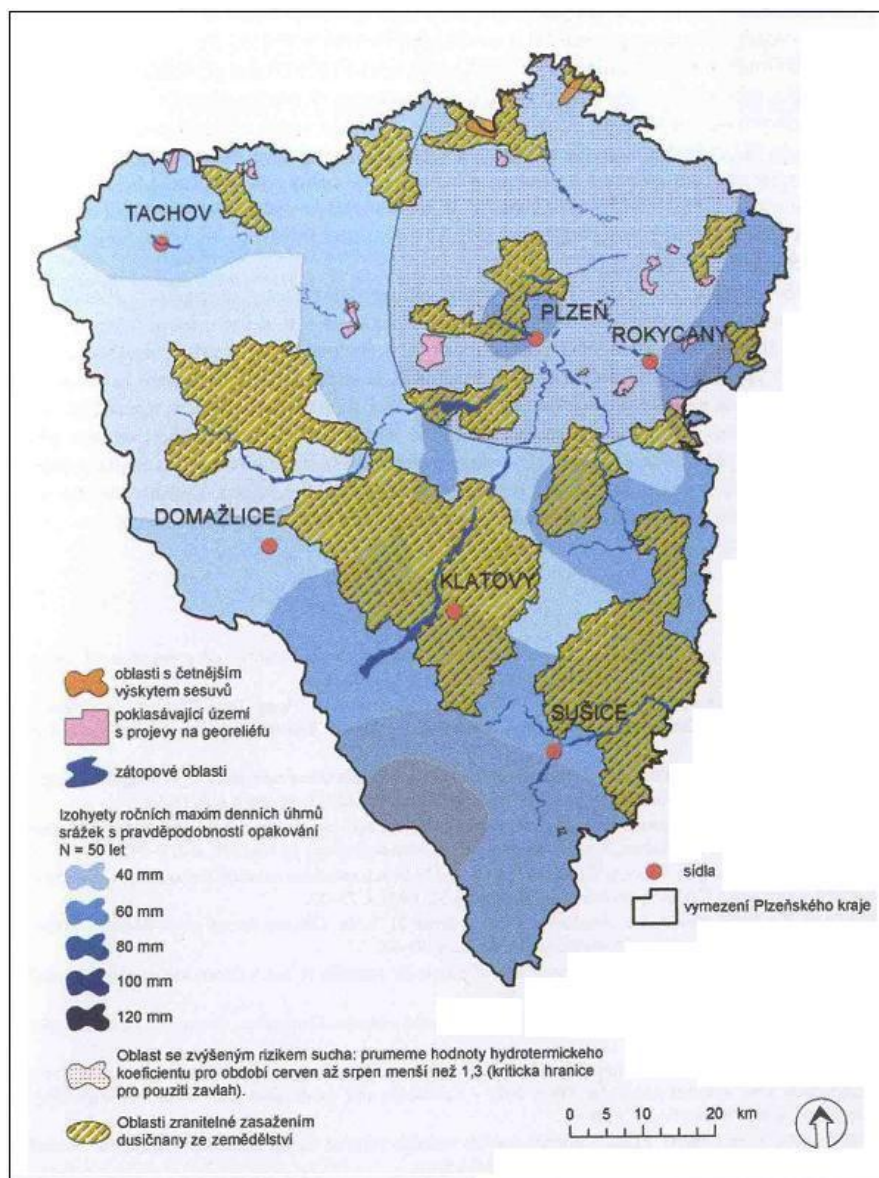 TACHOV
PLZEŇ
ROKYCANY
DOMAŽLICE
KLATOVY
SUŠICE
oblasti s četnějším
výskytem sesuvů
poklasávající území
s projevy na georeliéfu
zátopové oblasti
Izohyety ročních maxim denních úhrnů
srážek s pravděpodobností opakování
N = 50 let
40 mm
60 mm
80 mm
100 mm
120 mm
Oblast se zvýšeným rizikem sucha: prumeme hodnoty hydrotermického
koeficientu pro období cerven až srpen menší než 1,3 (kriticka hranice
pro pouziti zavlah).
Oblasti zranitelné zasažením
dusičnany ze zemědělství
sídla
vymezení Plzeňského kraje
0 5 10 20 km